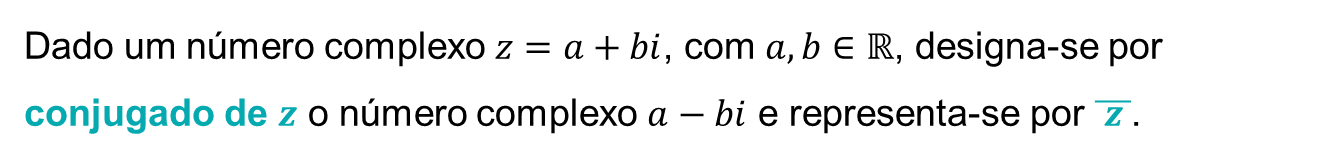 Dado um número complexo z = a + bi, com a, b ∈ ℝ, designa-se por
conjugado de z o número complexo a − bi e representa-se por z̅.